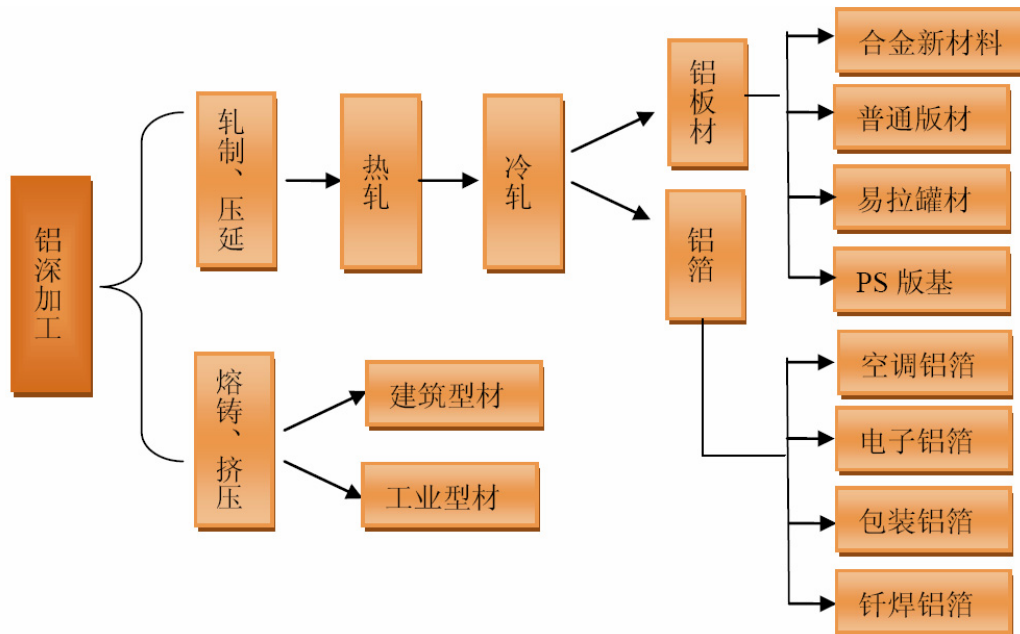 铝深加工
轧制、压延
热轧
冷轧
铝板材
合金新材料
普通版材
易拉罐材
PS 版基
铝箔
空调铝箔
电子铝箔
包装铝箔
钎焊铝箔
熔铸、挤压
建筑型材
工业型材